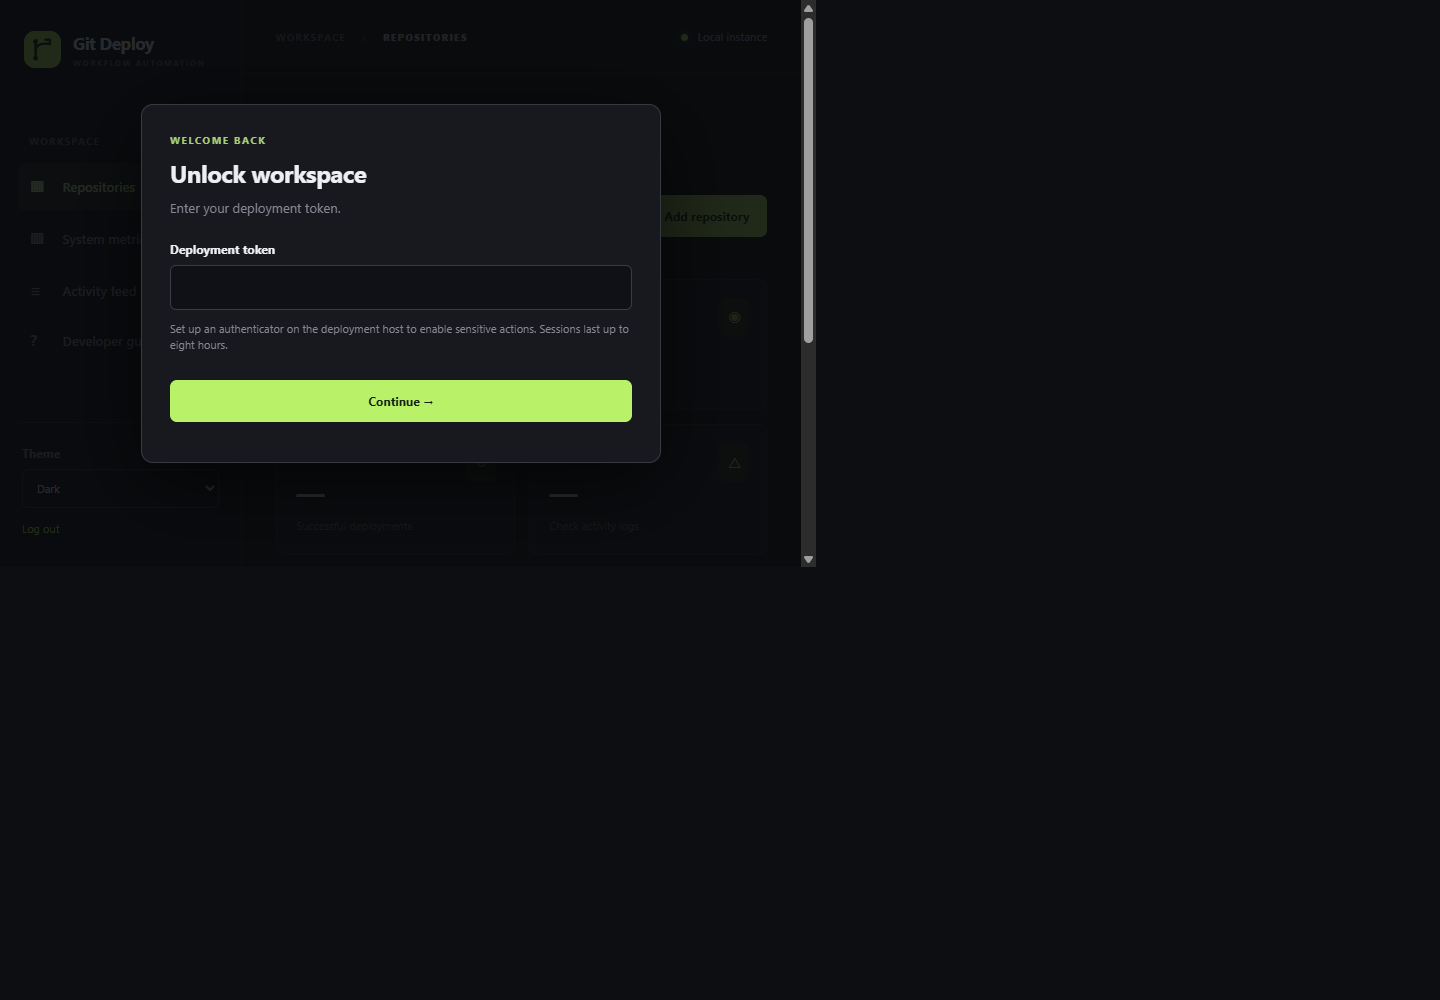 Git Deploy
WORKFLOW AUTOMATION
WORKSPACE
REPOSITORIES
Local instance
WORKSPACE
Repositories
System metri
Activity feed
Developer gu
Theme
Dark
Log out
WELCOME BACK
Unlock workspace
Enter your deployment token.
Deployment token
Set up an authenticator on the deployment host to enable sensitive actions. Sessions last up to
eight hours.
Continue →
Add repository
Successful deployments
Check activity logs